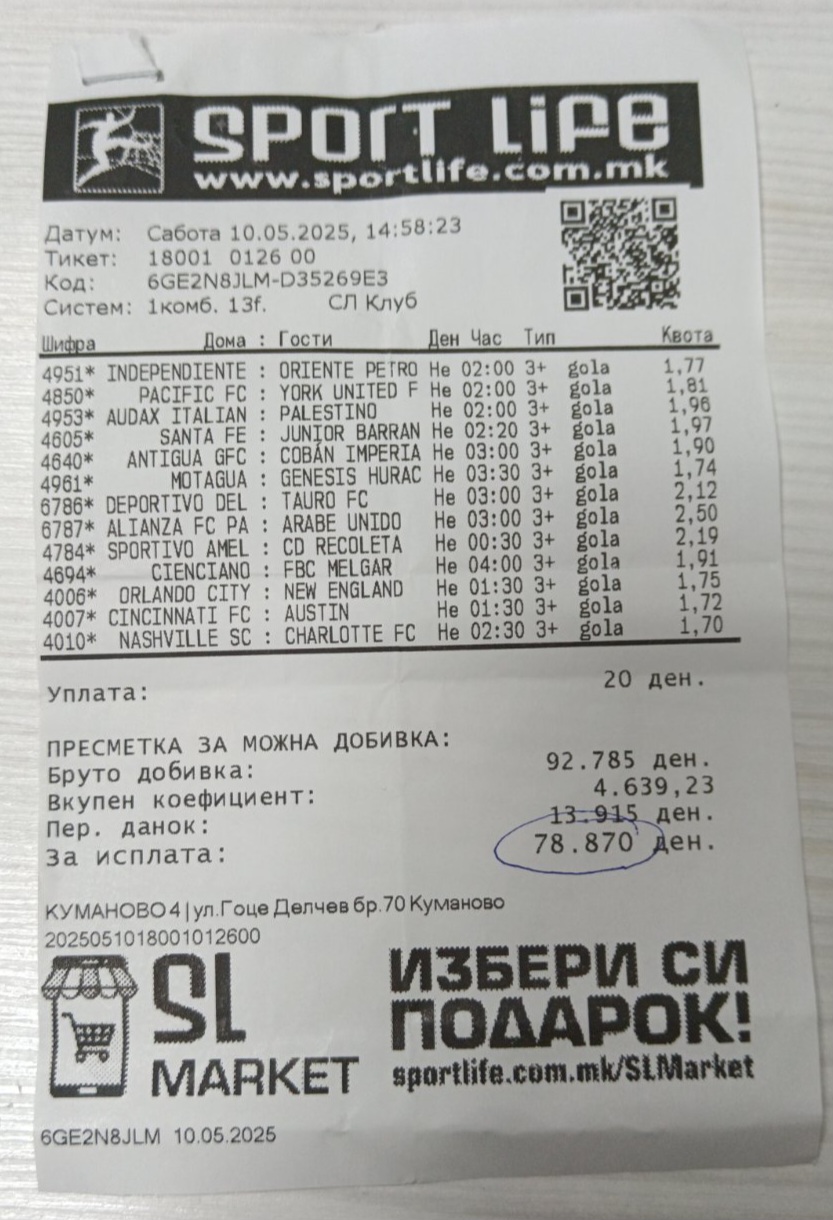 SPORT LIFE
www.sportlife.com.mk
Датум: Сабота 10.05.2025, 14:58:23
Тикет: 18001 0126 00
Код: 6GE2N8JLM-D35269E3
Систем: 1комб. 13f. СЛ Клуб
Шифра Дома : Гости Ден Час Тип Квота
4951* INDEPENDIENTE : ORIENTE PETRO Не 02:00 3+ gola 1,77
4850* PACIFIC FC : YORK UNITED F Не 02:00 3+ gola 1,81
4953* AUDAX ITALIAN : PALESTINO Не 02:00 3+ gola 1,96
4605* SANTA FE : JUNIOR BARRAN Не 02:20 3+ gola 1,97
4640* ANTIGUA GFC : COBÁN IMPERIA Не 03:00 3+ gola 1,90
4961* MOTAGUA : GENESIS HURAC Не 03:30 3+ gola 1,74
6786* DEPORTIVO DEL : TAURO FC Не 03:00 3+ gola 2,12
6787* ALIANZA FC PA : ARABE UNIDO Не 03:00 3+ gola 2,50
4784* SPORTIVO AMEL : CD RECOLETA Не 00:30 3+ gola 2,19
4694* CIENCIANO : FBC MELGAR Не 04:00 3+ gola 1,91
4006* ORLANDO CITY : NEW ENGLAND Не 01:30 3+ gola 1,75
4007* CINCINNATI FC : AUSTIN Не 01:30 3+ gola 1,72
4010* NASHVILLE SC : CHARLOTTE FC Не 02:30 3+ gola 1,70
Уплата: 20 ден.
ПРЕСМЕТКА ЗА МОЖНА ДОБИВКА:
Бруто добивка: 92.785 ден.
Вкупен коефициент: 4.639,23
Пер. данок: 13.915 ден.
За исплата: 78.870 ден.
КУМАНОВО 4 | ул.Гоце Делчев бр.70 Куманово
2025051018001012600
SL MARKET
ИЗБЕРИ СИ
ПОДАРОК!
sportlife.com.mk/SLMarket
6GE2N8JLM 10.05.2025